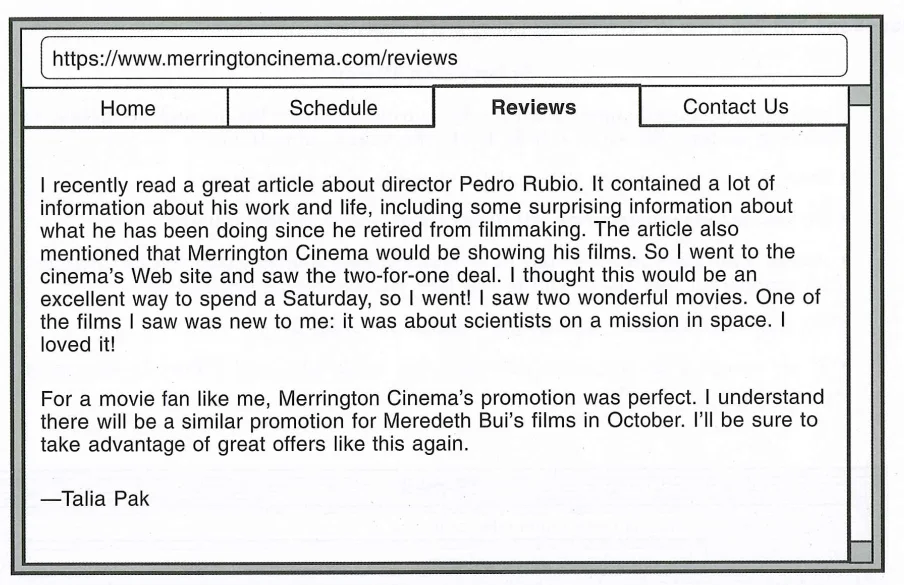 https://www.merringtoncinema.com/reviews
Home Schedule Reviews Contact Us
I recently read a great article about director Pedro Rubio. It contained a lot of
information about his work and life, including some surprising information about
what he has been doing since he retired from filmmaking. The article also
mentioned that Merrington Cinema would be showing his films. So I went to the
cinema's Web site and saw the two-for-one deal. I thought this would be an
excellent way to spend a Saturday, so I went! I saw two wonderful movies. One of
the films I saw was new to me: it was about scientists on a mission in space. I
loved it!
For a movie fan like me, Merrington Cinema's promotion was perfect. I understand
there will be a similar promotion for Meredeth Bui's films in October. I'll be sure to
take advantage of great offers like this again.
—Talia Pak